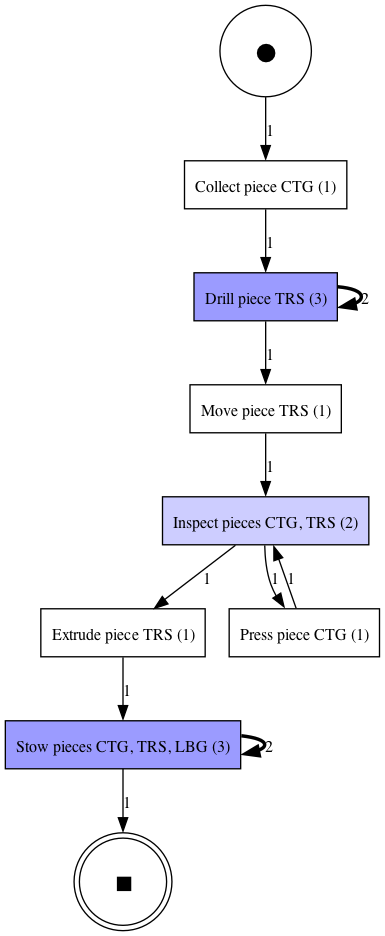 1
Collect piece CTG (1)
1
Drill piece TRS (3)
2
1
Move piece TRS (1)
1
Inspect pieces CTG, TRS (2)
1
1
1
Extrude piece TRS (1)
Press piece CTG (1)
1
Stow pieces CTG, TRS, LBG (3)
2
1